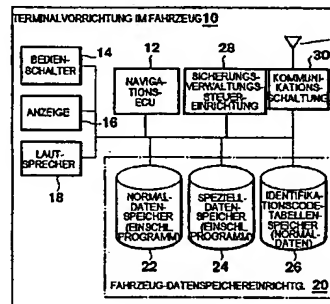 TERMINALVORRICHTUNG IM FAHRZEUG 10
14
BEDIEN-
SCHALTER
ANZEIGE
16
LAUT-
SPRECHER
18
12
NAVIGA-
TIONS-
ECU
28
SICHERUNGS-
VERWALTUNGS-
STEUER-
EINRICHTUNG
30
KOMMUNI-
KATIONS-
SCHALTUNG
NORMAL-
DATEN-
SPEICHER
(EINSCHL.
PROGRAMM)
22
SPEZIELL-
DATEN-
SPEICHER
(EINSCHL.
PROGRAMM)
24
IDENTIFIKA-
TIONSCODE-
TABELLEN-
SPEICHER
(NORMAL-
DATEN)
26
FAHRZEUG-DATENSPEICHEREINRICHTG. 20